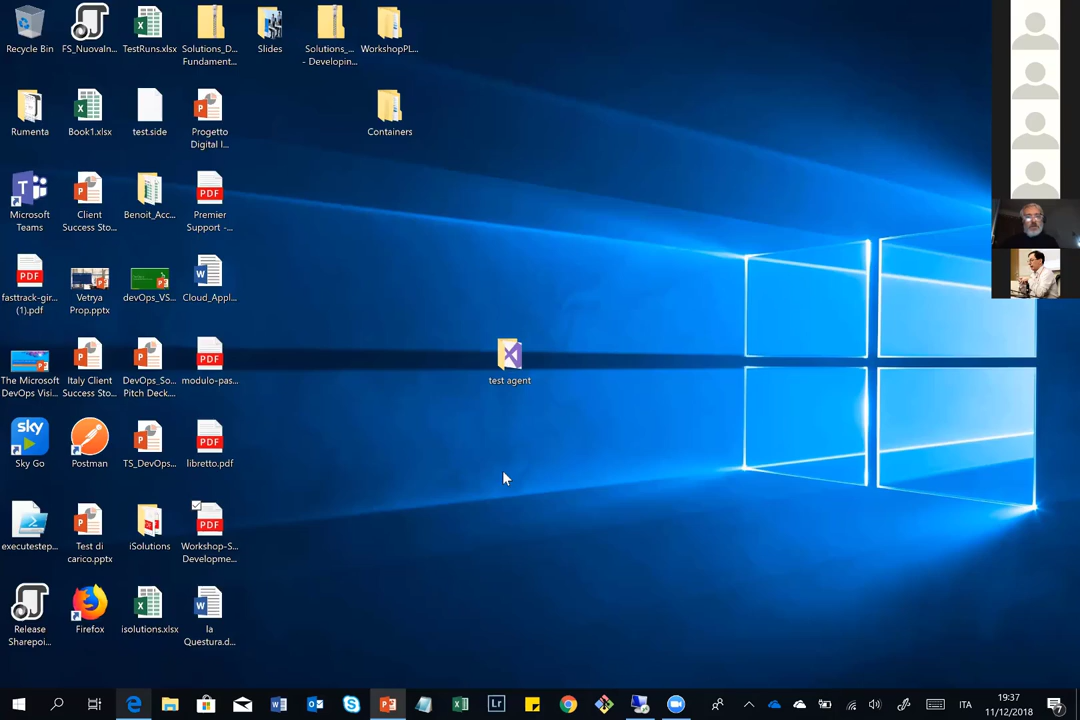 Recycle Bin
FS_NuovaIn...
TestRuns.xlsx
Solutions_D...
Fundament...
Slides
Solutions_...
- Developin...
WorkshopPL...
Rumenta
Book1.xlsx
test.side
Progetto
Digital I...
Containers
Microsoft
Teams
Client
Success Sto...
Benoit_Acc...
Premier
Support -...
fasttrack-gir...
(1).pdf
Vetrya
Prop.pptx
devOps_VS...
Cloud_Appl...
The Microsoft
DevOps Visi...
Italy Client
Success Sto...
DevOps_So...
Pitch Deck....
modulo-pas...
test agent
sky
Sky Go
Postman
TS_DevOps...
libretto.pdf
executestep...
Test di
carico.pptx
iSolutions
Workshop-S...
Developme...
Release
Sharepoi...
Firefox
isolutions.xlsx
la
Questura.d...
Lr
ITA
19:37
11/12/2018
7